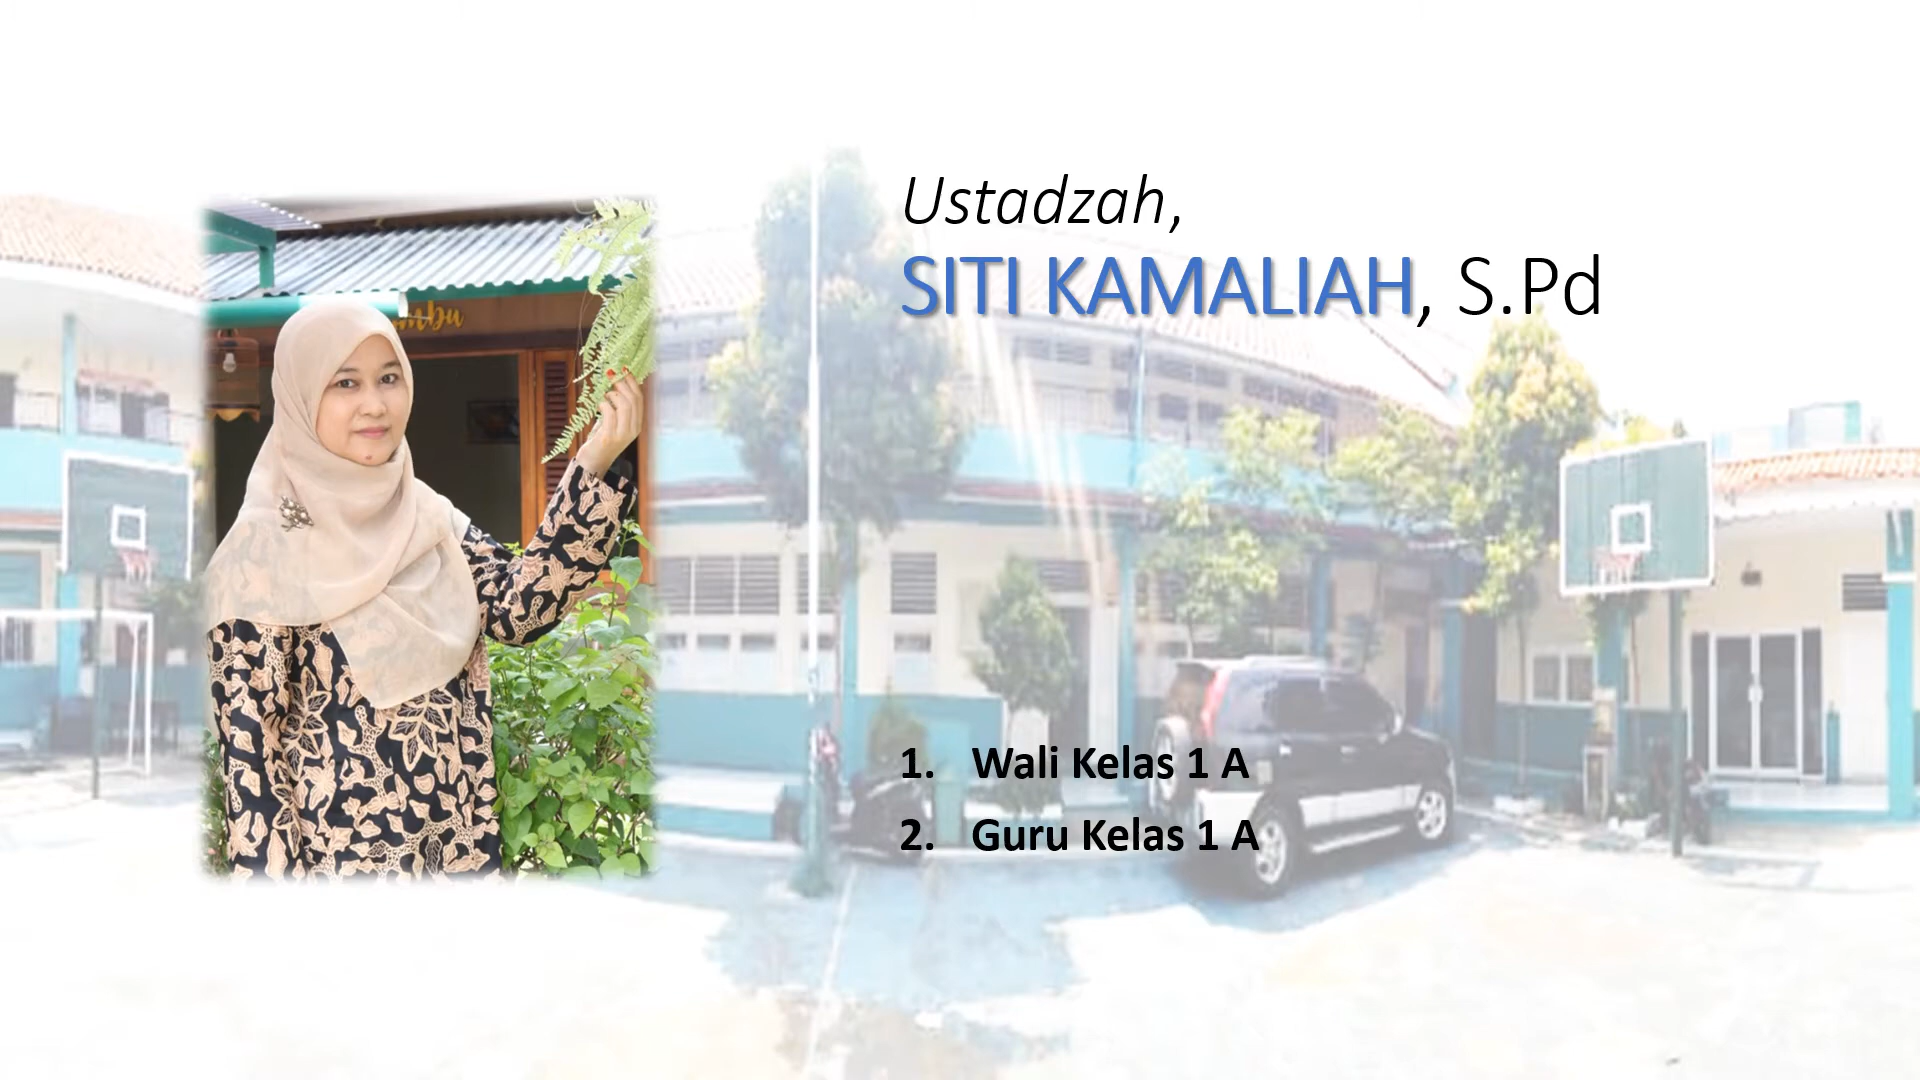 Ustadzah,
SITI KAMALIAH, S.Pd
1. Wali Kelas 1 A
2. Guru Kelas 1 A